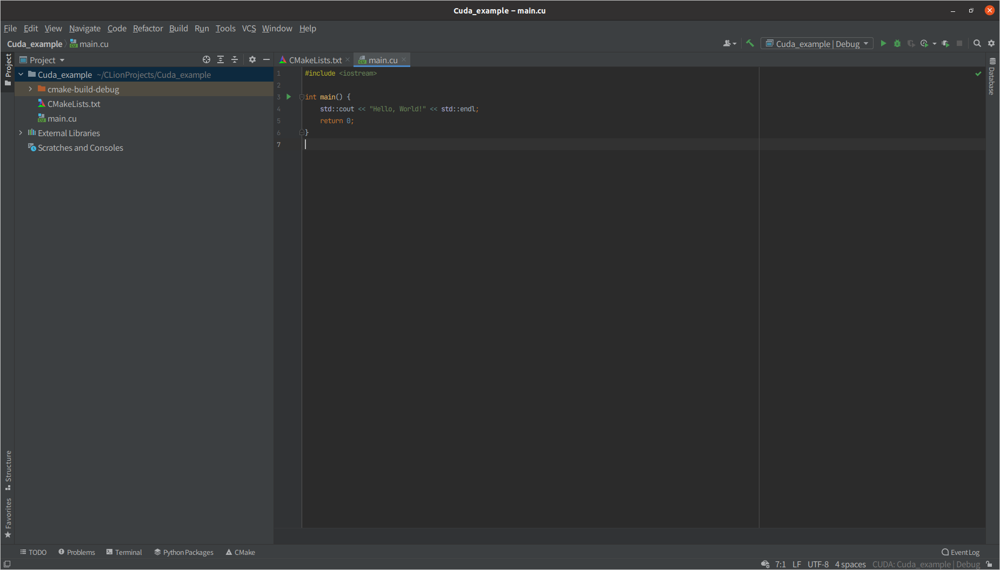 Cuda_example – main.cu
File Edit View Navigate Code Refactor Build Run Tools VCS Window Help
Cuda_example main.cu
Cuda_example | Debug
Project
Project
CMakeLists.txt
main.cu
Database
Cuda_example ~/CLionProjects/Cuda_example
cmake-build-debug
CMakeLists.txt
main.cu
External Libraries
Scratches and Consoles
1 #include <iostream>
2
3 int main() {
4 std::cout << "Hello, World!" << std::endl;
5 return 0;
6 }
7
Structure
Favorites
TODO Problems Terminal Python Packages CMake Event Log
7:1 LF UTF-8 4 spaces CUDA: Cuda_example | Debug